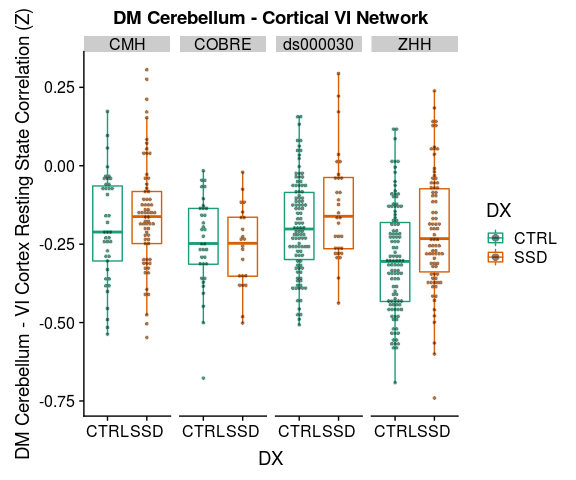 DM Cerebellum - Cortical VI Network
CMH COBRE ds000030 ZHH
DM Cerebellum - VI Cortex Resting State Correlation (Z)
0.25
0.00
-0.25
-0.50
-0.75
CTRL SSD CTRL SSD CTRL SSD CTRL SSD
DX
DX
CTRL
SSD